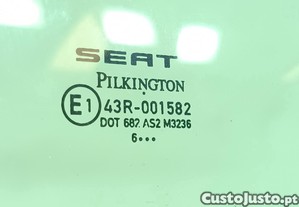 SEAT
PILKINGTON
E1 43R-001582
DOT 682 AS2 M3236
6•••
CustoJusto.pt